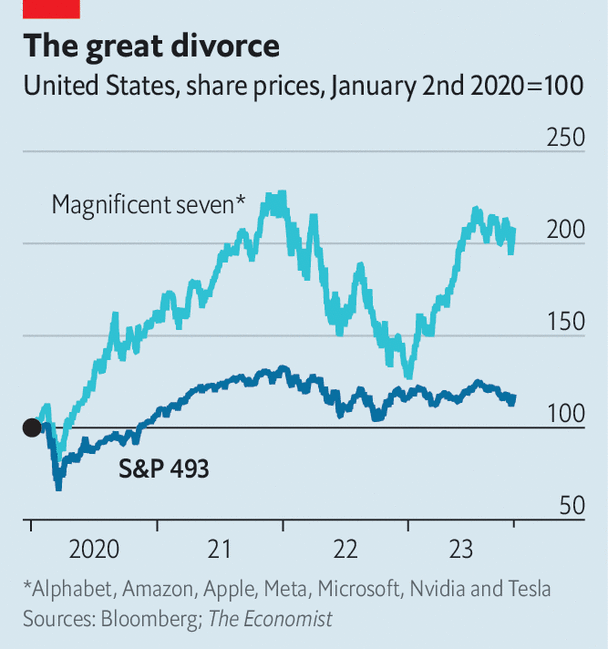 The great divorce
United States, share prices, January 2nd 2020=100
250
Magnificent seven*
200
150
100
S&P 493
50
2020 21 22 23
*Alphabet, Amazon, Apple, Meta, Microsoft, Nvidia and Tesla
Sources: Bloomberg; The Economist